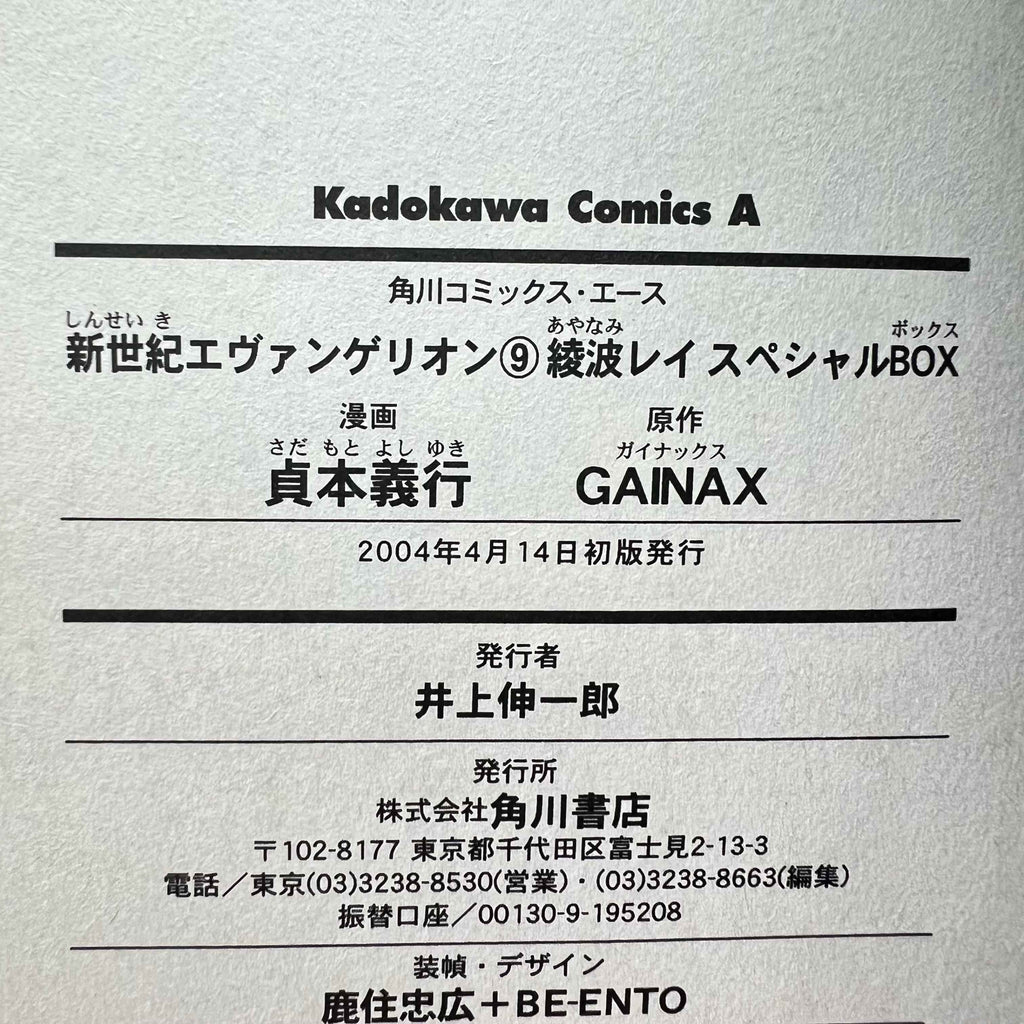 Kadokawa Comics A
角川コミックス・エース
しんせい き あやなみ ボックス
新世紀エヴァンゲリオン⑨綾波レイ スペシャルBOX
漫画 原作
さだ もと よし ゆき ガイナックス
貞本義行 GAINAX
2004年4月14日初版発行
発行者
井上伸一郎
発行所
株式会社角川書店
〒102-8177 東京都千代田区富士見2-13-3
電話／東京(03)3238-8530(営業)・(03)3238-8663(編集)
振替口座／00130-9-195208
装幀・デザイン
鹿住忠広＋BE-ENTO